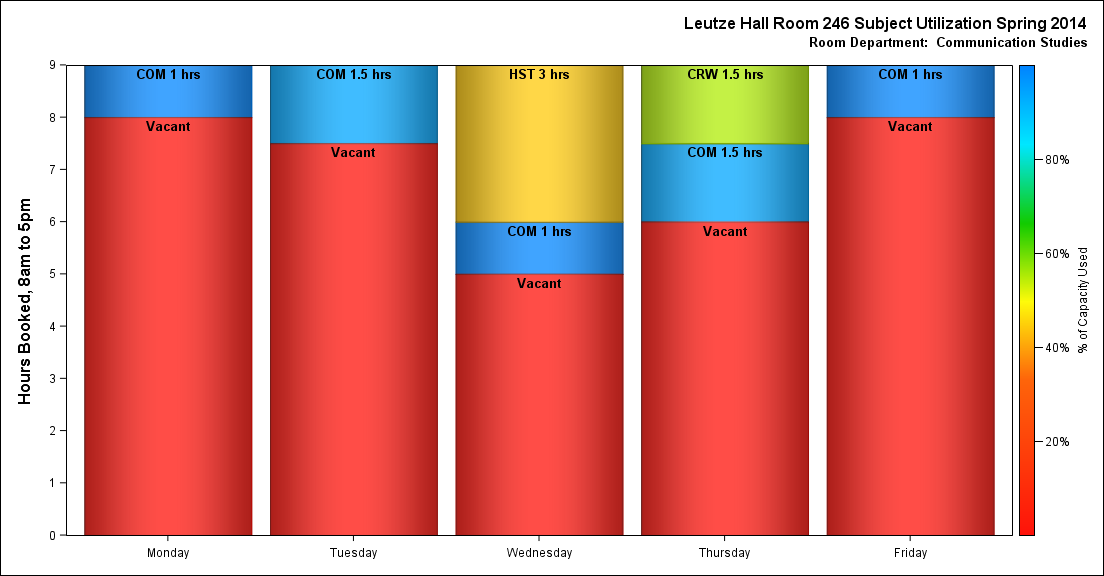 Leutze Hall Room 246 Subject Utilization Spring 2014
Room Department:  Communication Studies
Hours Booked, 8am to 5pm
9
8
7
6
5
4
3
2
1
0
COM 1 hrs
Vacant
COM 1.5 hrs
Vacant
HST 3 hrs
COM 1 hrs
Vacant
CRW 1.5 hrs
COM 1.5 hrs
Vacant
COM 1 hrs
Vacant
Monday
Tuesday
Wednesday
Thursday
Friday
80%
60%
40%
20%
% of Capacity Used